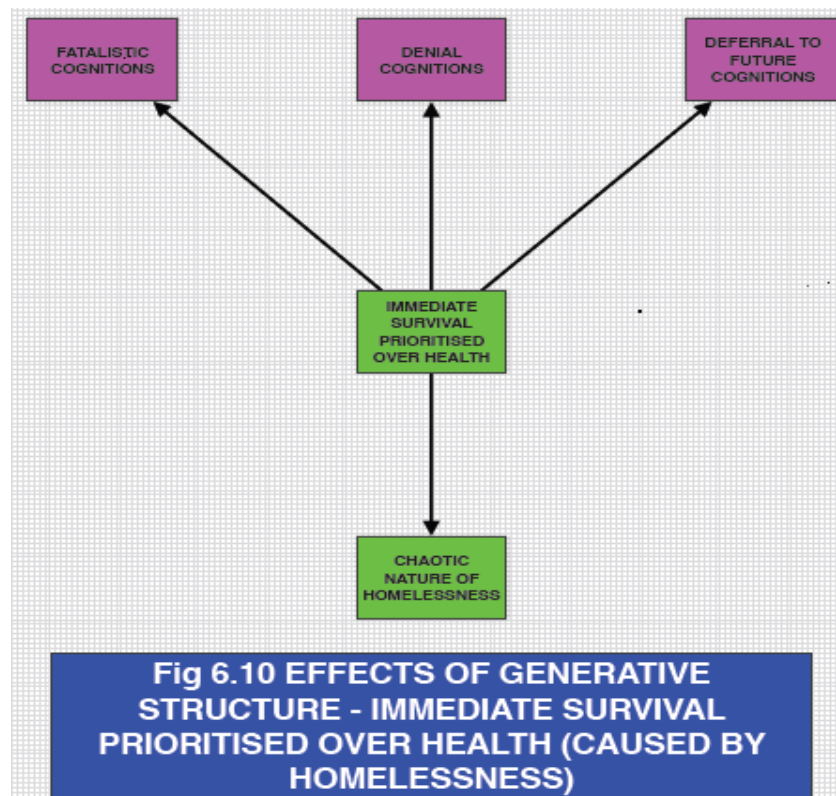 FATALISTIC
COGNITIONS
DENIAL
COGNITIONS
DEFERRAL TO
FUTURE
COGNITIONS
IMMEDIATE
SURVIVAL
PRIORITISED
OVER HEALTH
CHAOTIC
NATURE OF
HOMELESSNESS
Fig 6.10 EFFECTS OF GENERATIVE
STRUCTURE - IMMEDIATE SURVIVAL
PRIORITISED OVER HEALTH (CAUSED BY
HOMELESSNESS)